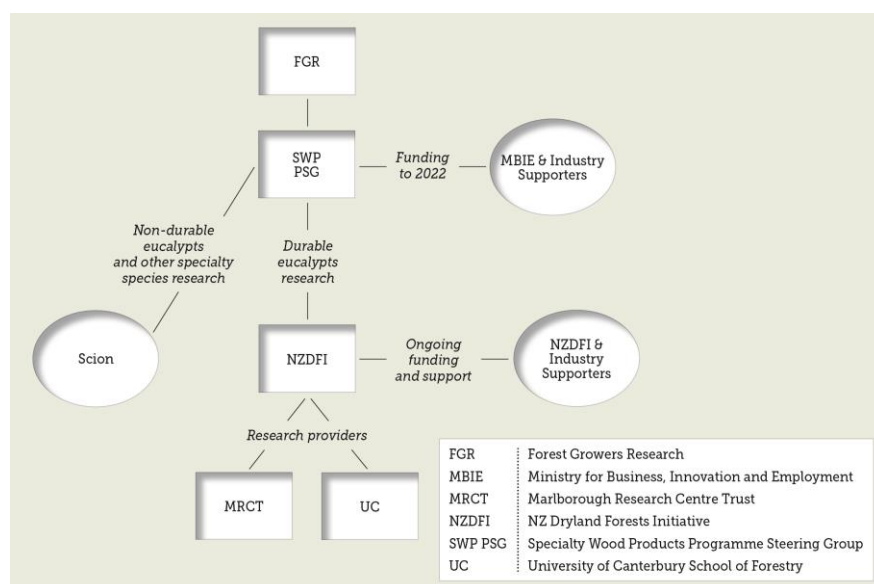 FGR
SWP
PSG
Funding
to 2022
MBIE & Industry
Supporters
Non-durable
eucalypts
and other specialty
species research
Durable
eucalypts
research
Scion
NZDFI
Ongoing
funding
and support
NZDFI &
Industry
Supporters
Research providers
MRCT
UC
FGR Forest Growers Research
MBIE Ministry for Business, Innovation and Employment
MRCT Marlborough Research Centre Trust
NZDFI NZ Dryland Forests Initiative
SWP PSG Specialty Wood Products Programme Steering Group
UC University of Canterbury School of Forestry